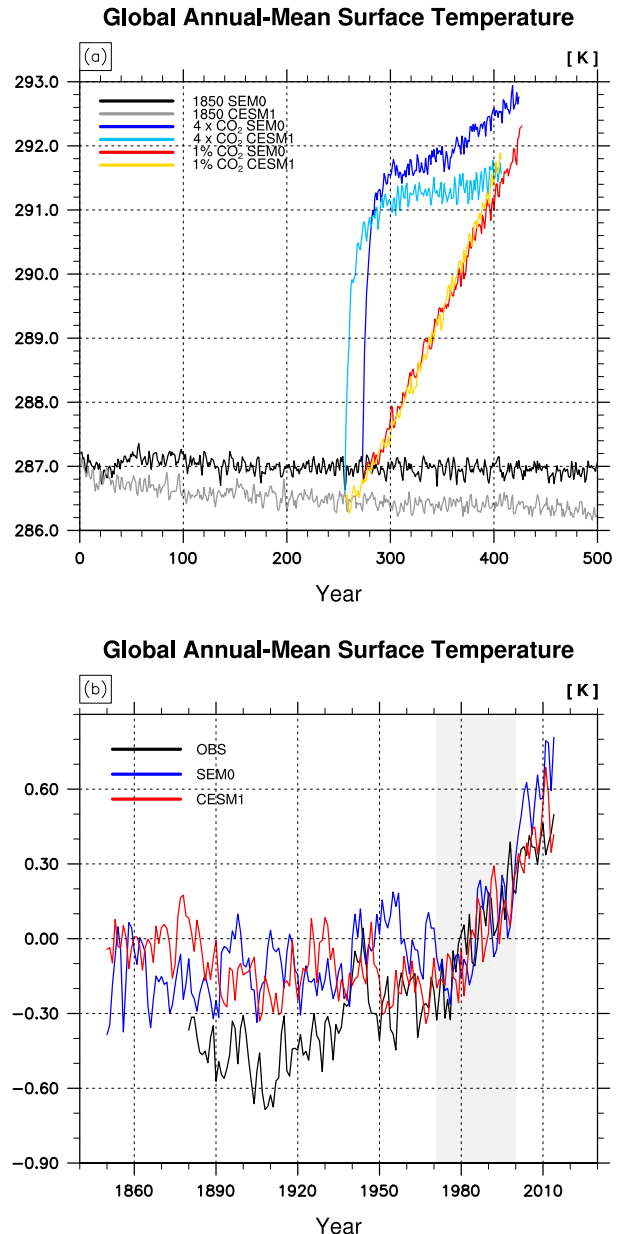 Global Annual-Mean Surface Temperature
(a)
[ K ]
293.0
292.0
291.0
290.0
289.0
288.0
287.0
286.0
1850 SEM0
1850 CESM1
4 x CO₂ SEM0
4 x CO₂ CESM1
1% CO₂ SEM0
1% CO₂ CESM1
0 100 200 300 400 500
Year
Global Annual-Mean Surface Temperature
(b)
[ K ]
0.60
0.30
0.00
−0.30
−0.60
−0.90
OBS
SEM0
CESM1
1860 1890 1920 1950 1980 2010
Year